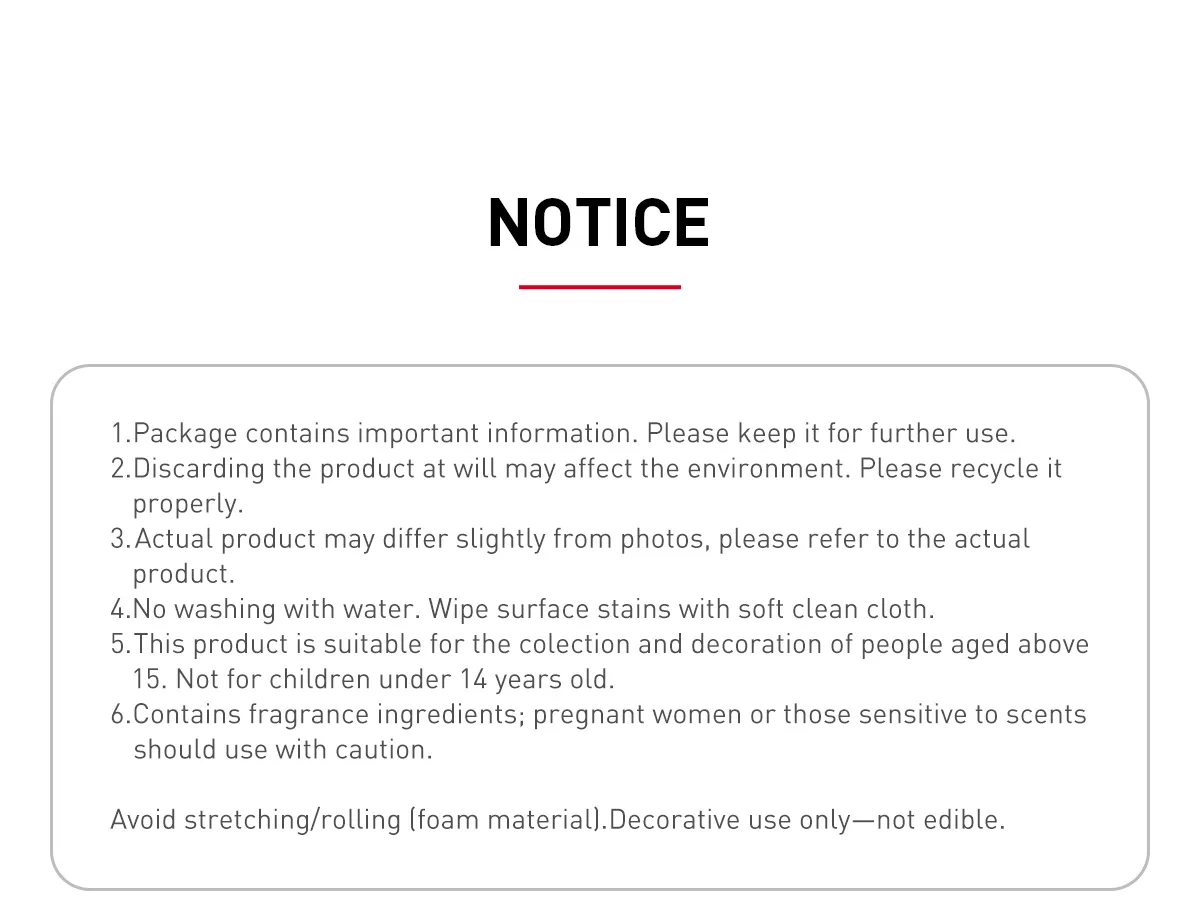 NOTICE
1.Package contains important information. Please keep it for further use.
2.Discarding the product at will may affect the environment. Please recycle it
properly.
3.Actual product may differ slightly from photos, please refer to the actual
product.
4.No washing with water. Wipe surface stains with soft clean cloth.
5.This product is suitable for the colection and decoration of people aged above
15. Not for children under 14 years old.
6.Contains fragrance ingredients; pregnant women or those sensitive to scents
should use with caution.
Avoid stretching/rolling (foam material).Decorative use only—not edible.